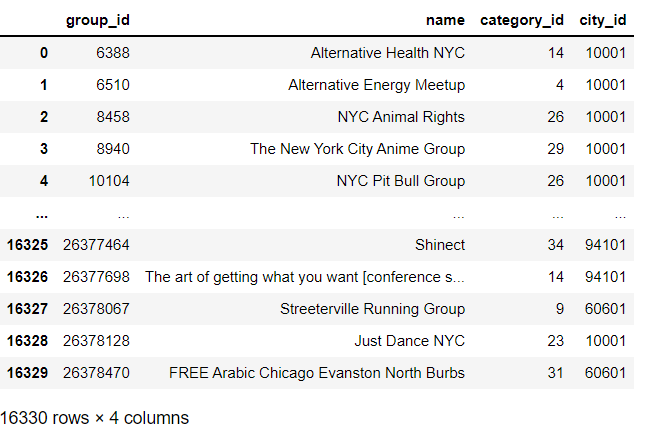 group_id name category_id city_id
0 6388 Alternative Health NYC 14 10001
1 6510 Alternative Energy Meetup 4 10001
2 8458 NYC Animal Rights 26 10001
3 8940 The New York City Anime Group 29 10001
4 10104 NYC Pit Bull Group 26 10001
... ... ... ... ...
16325 26377464 Shinect 34 94101
16326 26377698 The art of getting what you want [conference s... 14 94101
16327 26378067 Streeterville Running Group 9 60601
16328 26378128 Just Dance NYC 23 10001
16329 26378470 FREE Arabic Chicago Evanston North Burbs 31 60601
16330 rows × 4 columns